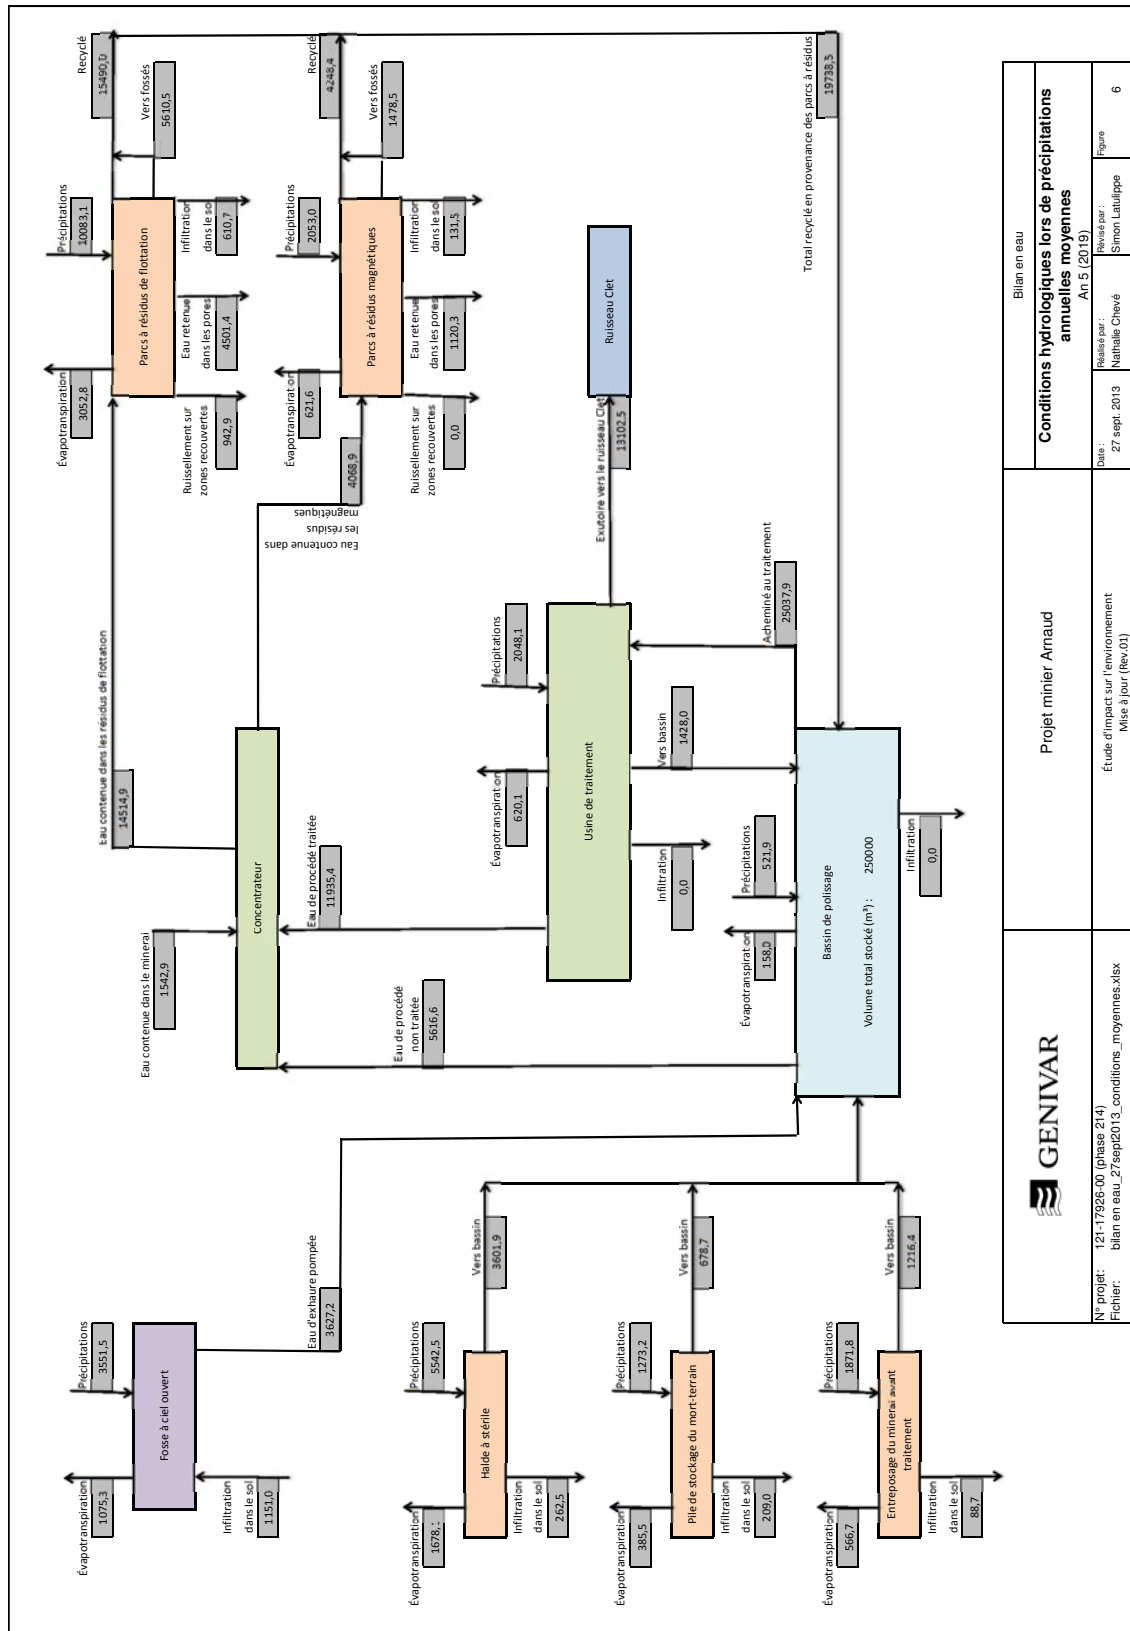 Évapotranspiration
1075,3
Précipitations
3551,5
Fosse à ciel ouvert
Infiltration
dans le sol
1151,0
Eau d'exhaure pompée
3627,2
Évapotranspiration
Précipitations
5542,5
Halde à stérile
Vers bassin
3601,9
Infiltration
dans le sol
262,5
Évapotranspiration
385,5
Précipitations
1273,2
Pile de stockage du mort-terrain
Vers bassin
678,7
Infiltration
dans le sol
209,0
Évapotranspiration
566,7
Précipitations
1871,8
Entreposage du minerai avant
traitement
Vers bassin
1216,4
Infiltration
dans le sol
88,7
Eau contenue dans le minerai
1542,9
Concentrateur
Eau contenue dans les résidus de flottation
14514,9
Eau contenue dans
les résidus
magnétiques
4068,9
Eau de procédé
non traitée
5616,6
Eau de procédé traitée
11935,4
Évapotranspiration
620,1
Précipitations
2048,1
Usine de traitement
Infiltration
0,0
Vers bassin
1428,0
Acheminé au traitement
25037,9
Exutoire vers le ruisseau Clet
13102,5
Ruisseau Clet
Évapotranspiration
158,0
Précipitations
521,9
Bassin de polissage
Volume total stocké (m³) : 250000
Infiltration
0,0
Évapotranspiration
3052,8
Précipitations
10083,1
Parcs à résidus de flottation
Ruissellement sur
zones recouvertes
942,9
Eau retenue
dans les pores
4501,4
Infiltration
dans le sol
610,7
Vers fossés
5610,5
Recyclé
15490,0
Évapotranspiration
621,6
Précipitations
2053,0
Parcs à résidus magnétiques
Ruissellement sur
zones recouvertes
0,0
Eau retenue
dans les pores
1120,3
Infiltration
dans le sol
131,5
Vers fossés
1478,5
Recyclé
4248,4
Total recyclé en provenance des parcs à résidus
19738,5
GENIVAR
N° projet: 121-17926-00 (phase 214)
Fichier: bilan en eau_27sept2013_conditions_moyennes.xlsx
Projet minier Arnaud
Étude d'impact sur l'environnement
Mise à jour (Rev.01)
Bilan en eau
Conditions hydrologiques lors de précipitations
annuelles moyennes
An 5 (2019)
Date :
27 sept. 2013
Réalisé par :
Nathalie Chevé
Révisé par :
Simon Latulippe
Figure
6